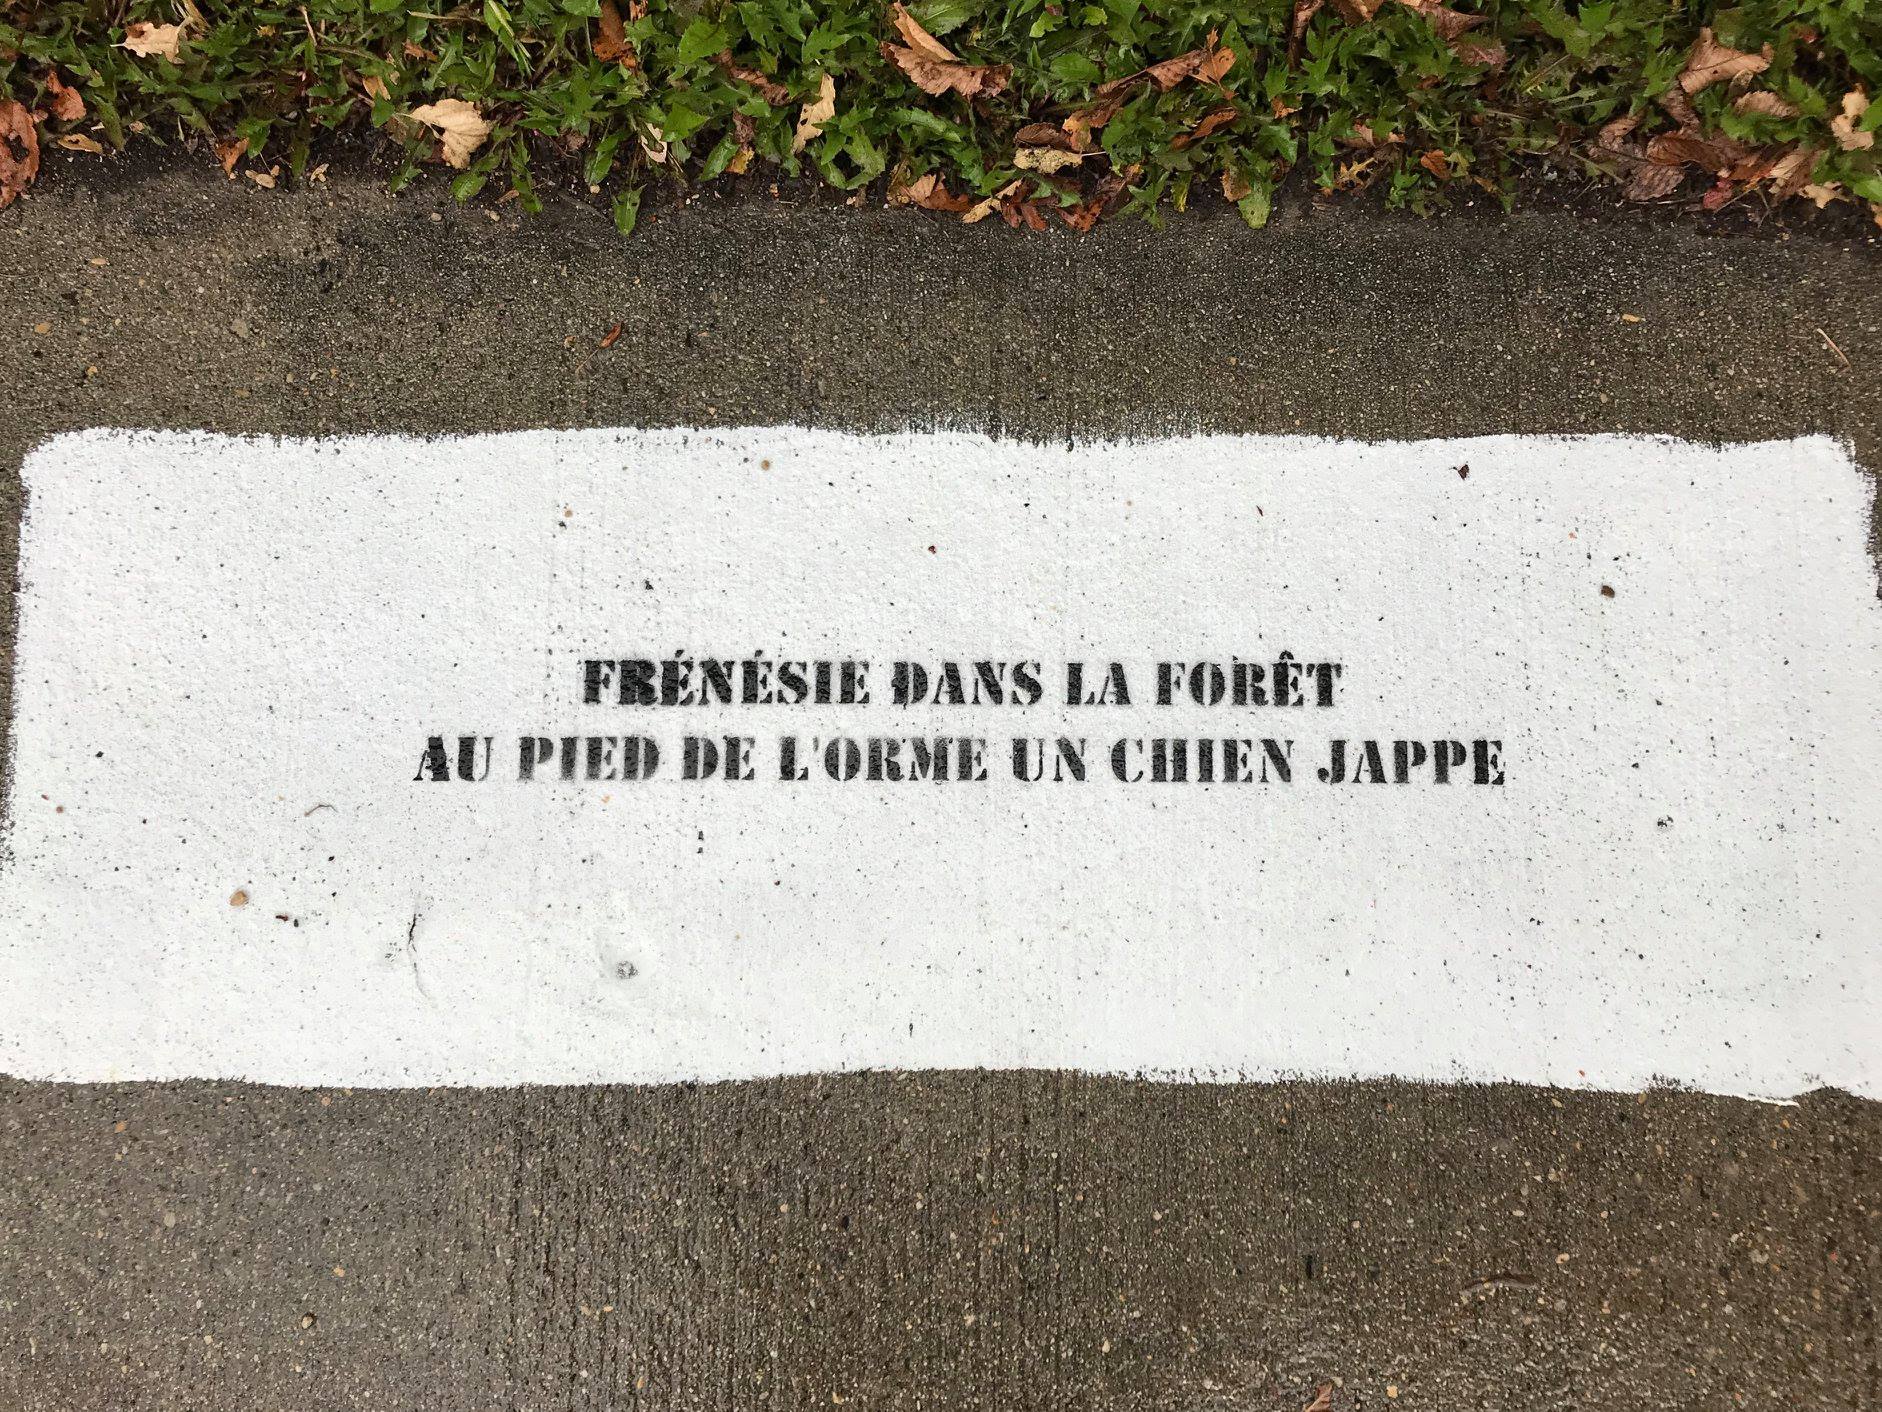 FRÉNÉSIE DANS LA FORÊT
AU PIED DE L'ORME UN CHIEN JAPPE